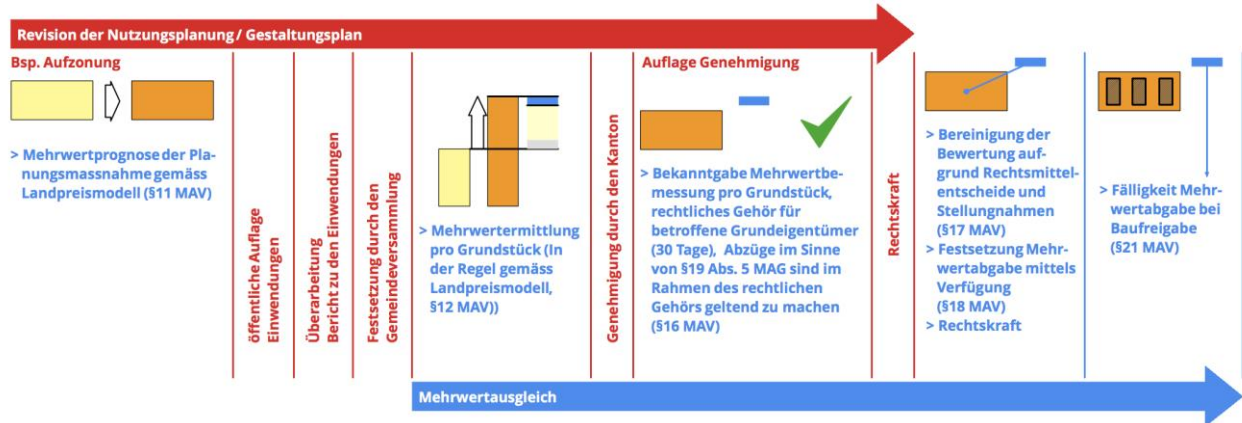 Revision der Nutzungsplanung / Gestaltungsplan
Bsp. Aufzonung
> Mehrwertprognose der Pla-
nungsmassnahme gemäss
Landpreismodell (§11 MAV)
öffentliche Auflage
Einwendungen
Überarbeitung
Bericht zu den Einwendungen
Festsetzung durch den
Gemeindeversammlung
> Mehrwertermittlung
pro Grundstück (In
der Regel gemäss
Landpreismodell,
§12 MAV))
Genehmigung durch den Kanton
Auflage Genehmigung
> Bekanntgabe Mehrwertbe-
messung pro Grundstück,
rechtliches Gehör für
betroffene Grundeigentümer
(30 Tage), Abzüge im Sinne
von §19 Abs. 5 MAG sind im
Rahmen des rechtlichen
Gehörs geltend zu machen
(§16 MAV)
Rechtskraft
> Bereinigung der
Bewertung auf-
grund Rechtsmittel-
entscheide und
Stellungnahmen
(§17 MAV)
> Festsetzung Mehr-
wertabgabe mittels
Verfügung
(§18 MAV)
> Rechtskraft
> Fälligkeit Mehr-
wertabgabe bei
Baufreigabe
(§21 MAV)
Mehrwertausgleich